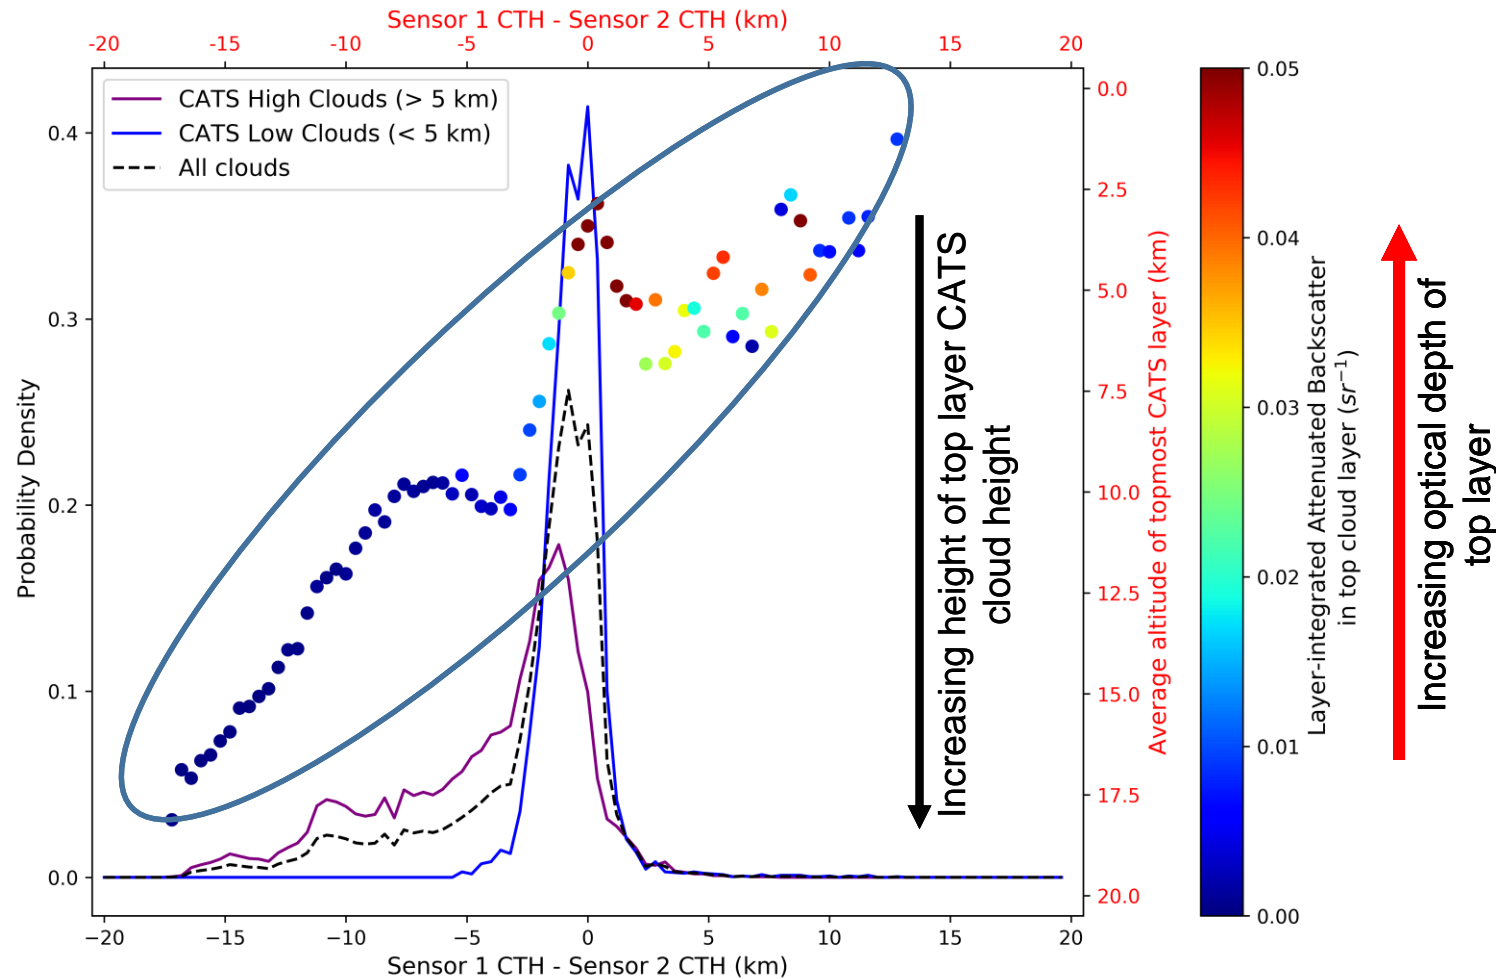 Sensor 1 CTH - Sensor 2 CTH (km)
-20 -15 -10 -5 0 5 10 15 20
CATS High Clouds (> 5 km)
CATS Low Clouds (< 5 km)
All clouds
Probability Density
0.4
0.3
0.2
0.1
0.0
−20 −15 −10 −5 0 5 10 15 20
Sensor 1 CTH - Sensor 2 CTH (km)
Increasing height of top layer CATS
cloud height
0.0
2.5
5.0
7.5
10.0
12.5
15.0
17.5
20.0
Average altitude of topmost CATS layer (km)
0.05
0.04
0.03
0.02
0.01
0.00
Layer-integrated Attenuated Backscatter
in top cloud layer (sr⁻¹)
Increasing optical depth of
top layer